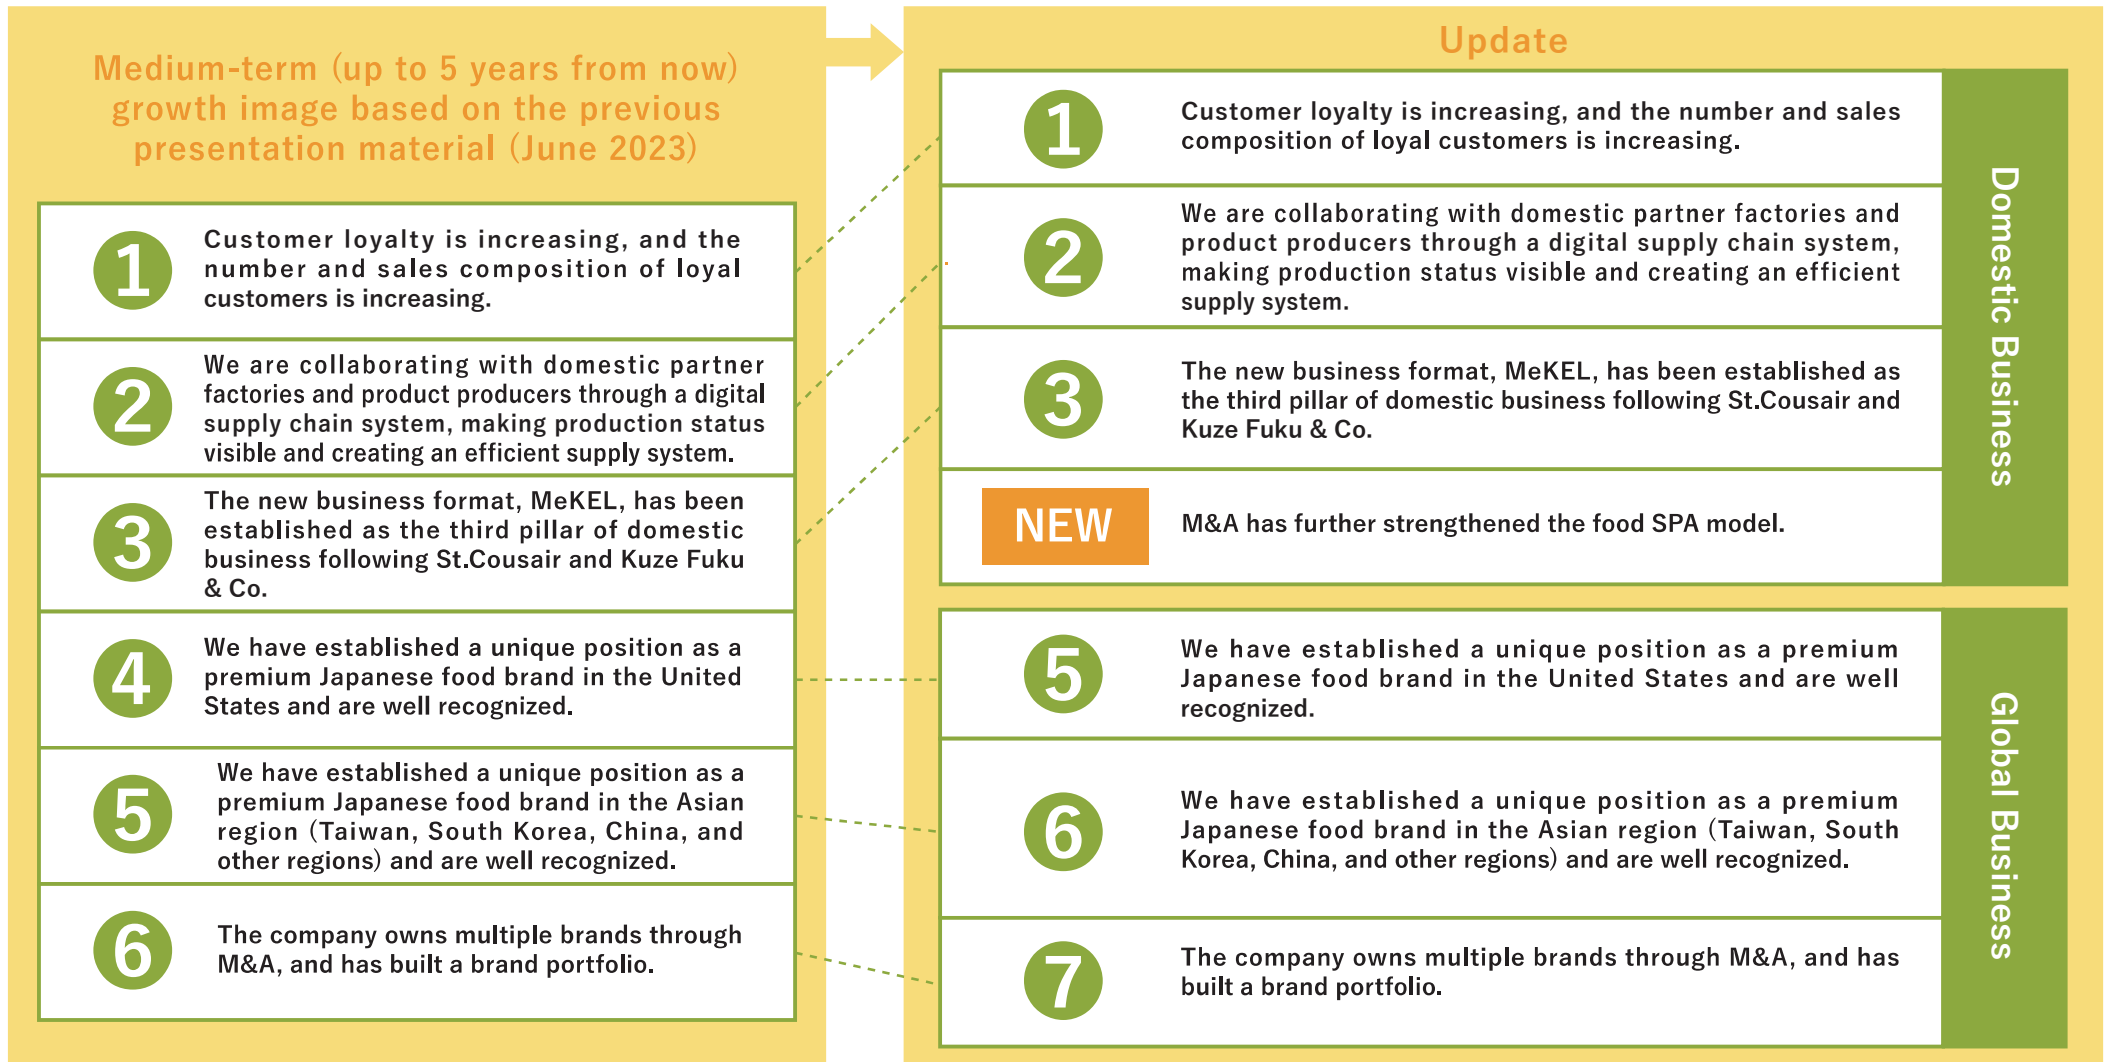 Medium-term (up to 5 years from now)
growth image based on the previous
presentation material (June 2023)
1
Customer loyalty is increasing, and the
number and sales composition of loyal
customers is increasing.
2
We are collaborating with domestic partner
factories and product producers through a digital
supply chain system, making production status
visible and creating an efficient supply system.
3
The new business format, MeKEL, has been
established as the third pillar of domestic
business following St.Cousair and Kuze Fuku
& Co.
4
We have established a unique position as a
premium Japanese food brand in the United
States and are well recognized.
5
We have established a unique position as a
premium Japanese food brand in the Asian
region (Taiwan, South Korea, China, and
other regions) and are well recognized.
6
The company owns multiple brands through
M&A, and has built a brand portfolio.
Update
Domestic Business
1
Customer loyalty is increasing, and the number and sales
composition of loyal customers is increasing.
2
We are collaborating with domestic partner factories and
product producers through a digital supply chain system,
making production status visible and creating an efficient
supply system.
3
The new business format, MeKEL, has been established as
the third pillar of domestic business following St.Cousair and
Kuze Fuku & Co.
NEW
M&A has further strengthened the food SPA model.
Global Business
5
We have established a unique position as a premium
Japanese food brand in the United States and are well
recognized.
6
We have established a unique position as a premium
Japanese food brand in the Asian region (Taiwan, South
Korea, China, and other regions) and are well recognized.
7
The company owns multiple brands through M&A, and has
built a brand portfolio.